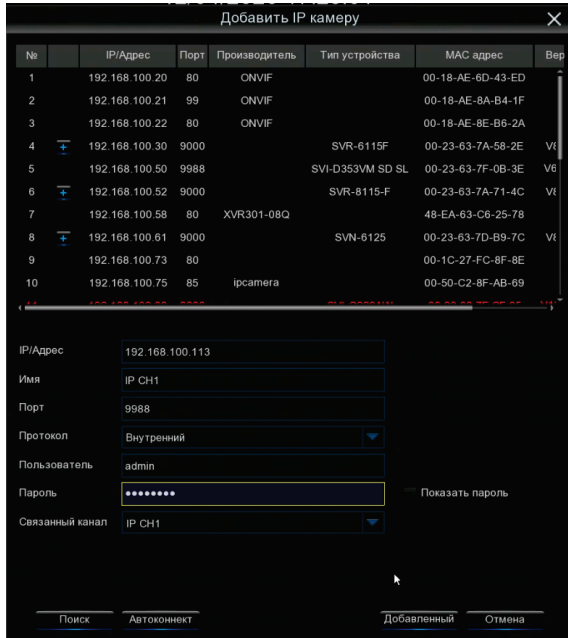 Добавить IP камеру
№ IP/Адрес Порт Производитель Тип устройства MAC адрес Вер
1 192.168.100.20 80 ONVIF 00-18-AE-6D-43-ED
2 192.168.100.21 99 ONVIF 00-18-AE-8A-B4-1F
3 192.168.100.22 80 ONVIF 00-18-AE-8E-B6-2A
4 192.168.100.30 9000 SVR-6115F 00-23-63-7A-58-2E V8
5 192.168.100.50 9988 SVI-D353VM SD SL 00-23-63-7F-0B-3E V6
6 192.168.100.52 9000 SVR-8115-F 00-23-63-7A-71-4C V8
7 192.168.100.58 80 XVR301-08Q 48-EA-63-C6-25-78
8 192.168.100.61 9000 SVN-6125 00-23-63-7D-B9-7C V8
9 192.168.100.73 80 00-1C-27-FC-8F-8E
10 192.168.100.75 85 ipcamera 00-50-C2-8F-AB-69
IP/Адрес 192.168.100.113
Имя IP CH1
Порт 9988
Протокол Внутренний
Пользователь admin
Пароль ●●●●●●●● Показать пароль
Связанный канал IP CH1
Поиск Автоконнект Добавленный Отмена